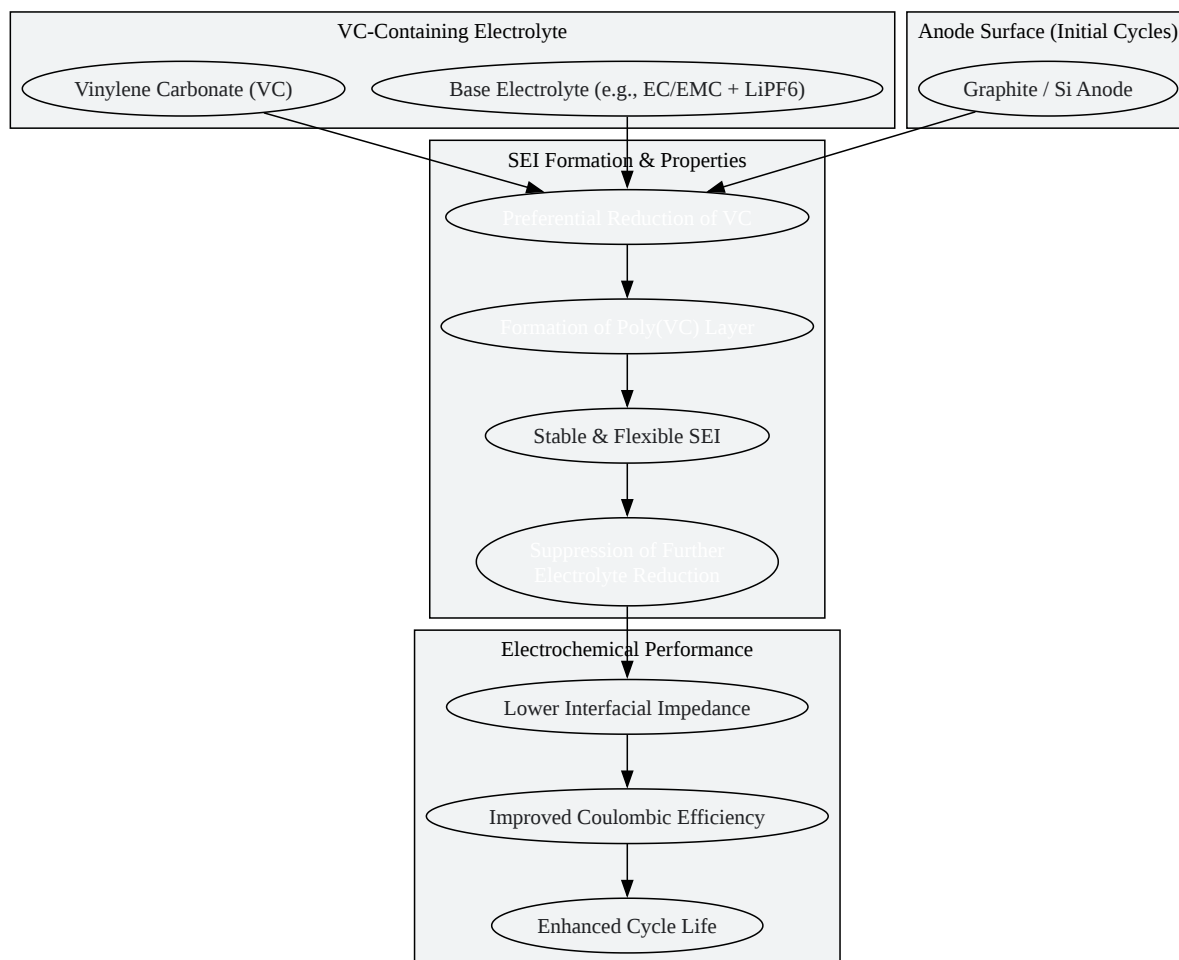 VC-Containing Electrolyte
Anode Surface (Initial Cycles)
Vinylene Carbonate (VC)
Base Electrolyte (e.g., EC/EMC + LiPF6)
Graphite / Si Anode
SEI Formation & Properties
Preferential Reduction of VC
Formation of Poly(VC) Layer
Stable & Flexible SEI
Suppression of Further
Electrolyte Reduction
Electrochemical Performance
Lower Interfacial Impedance
Improved Coulombic Efficiency
Enhanced Cycle Life